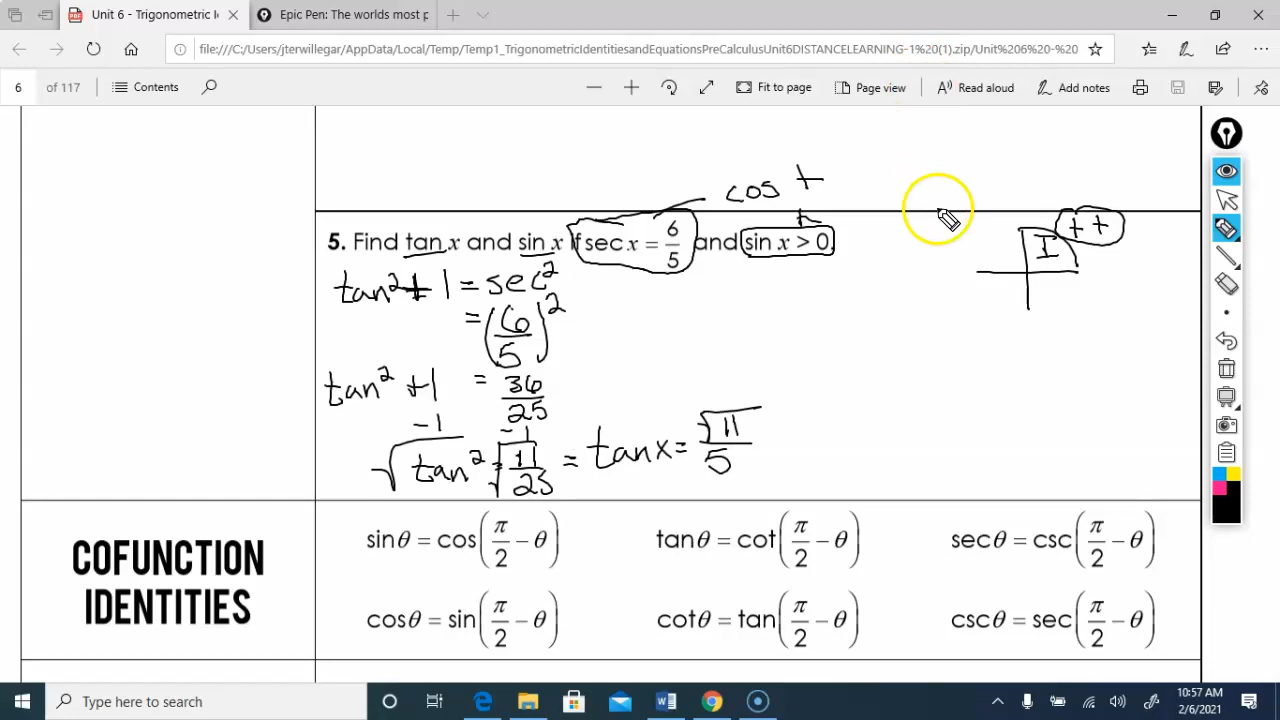 Unit 6 - Trigonometric Id
Epic Pen: The worlds most p
file:///C:/Users/jterwillegar/AppData/Local/Temp/Temp1_TrigonometricIdentitiesandEquationsPreCalculusUnit6DISTANCELEARNING-1%20(1).zip/Unit%206%20-%20
6 of 117 Contents Fit to page Page view Read aloud Add notes
cos +
+
+ +
I
5. Find tan x and sin x if sec x = 6/5 and sin x > 0.
tan² + 1 = sec²
= (6/5)²
tan² + 1 = 36/25
-1 -1
√tan² = √11/25 = tan x = √11/5
COFUNCTION
IDENTITIES
sinθ = cos(π/2 − θ) tanθ = cot(π/2 − θ) secθ = csc(π/2 − θ)
cosθ = sin(π/2 − θ) cotθ = tan(π/2 − θ) cscθ = sec(π/2 − θ)
Type here to search
10:57 AM
2/6/2021